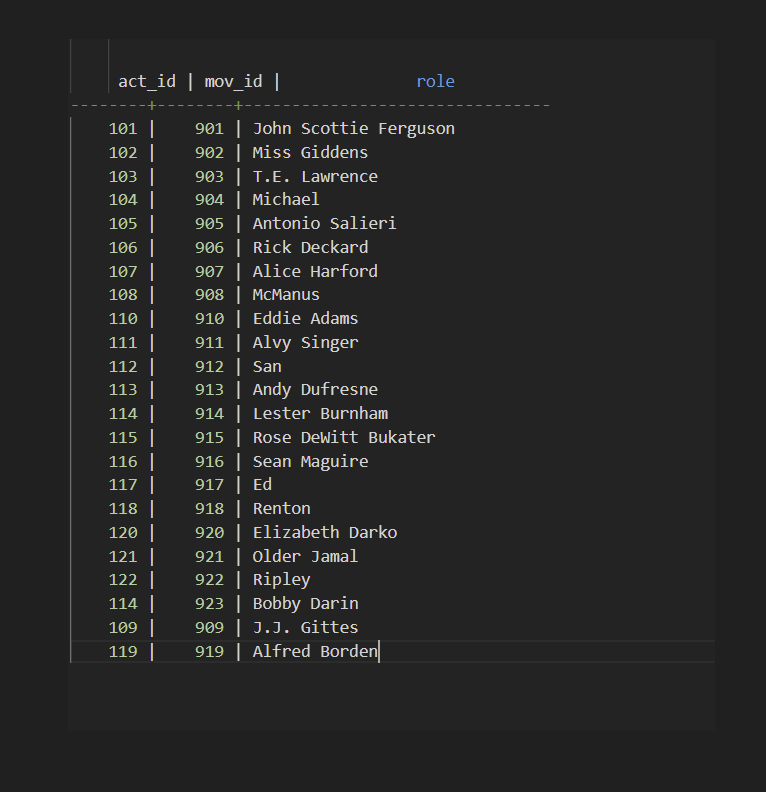 act_id | mov_id | role
--------+--------+--------------------------------
101 | 901 | John Scottie Ferguson
102 | 902 | Miss Giddens
103 | 903 | T.E. Lawrence
104 | 904 | Michael
105 | 905 | Antonio Salieri
106 | 906 | Rick Deckard
107 | 907 | Alice Harford
108 | 908 | McManus
110 | 910 | Eddie Adams
111 | 911 | Alvy Singer
112 | 912 | San
113 | 913 | Andy Dufresne
114 | 914 | Lester Burnham
115 | 915 | Rose DeWitt Bukater
116 | 916 | Sean Maguire
117 | 917 | Ed
118 | 918 | Renton
120 | 920 | Elizabeth Darko
121 | 921 | Older Jamal
122 | 922 | Ripley
114 | 923 | Bobby Darin
109 | 909 | J.J. Gittes
119 | 919 | Alfred Borden